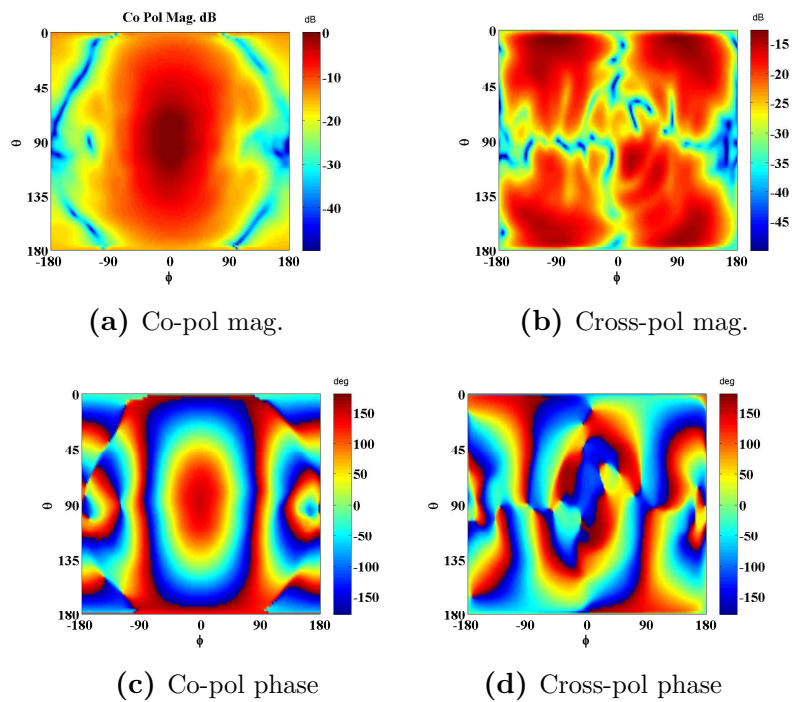 Co Pol Mag. dB
dB
0
45
90
135
180
-180 -90 0 90 180
θ
ϕ
0
-10
-20
-30
-40
(a) Co-pol mag.
dB
0
45
90
135
180
-180 -90 0 90 180
θ
ϕ
-15
-20
-25
-30
-35
-40
-45
(b) Cross-pol mag.
deg
0
45
90
135
180
-180 -90 0 90 180
θ
ϕ
150
100
50
0
-50
-100
-150
(c) Co-pol phase
deg
0
45
90
135
180
-180 -90 0 90 180
θ
ϕ
150
100
50
0
-50
-100
-150
(d) Cross-pol phase